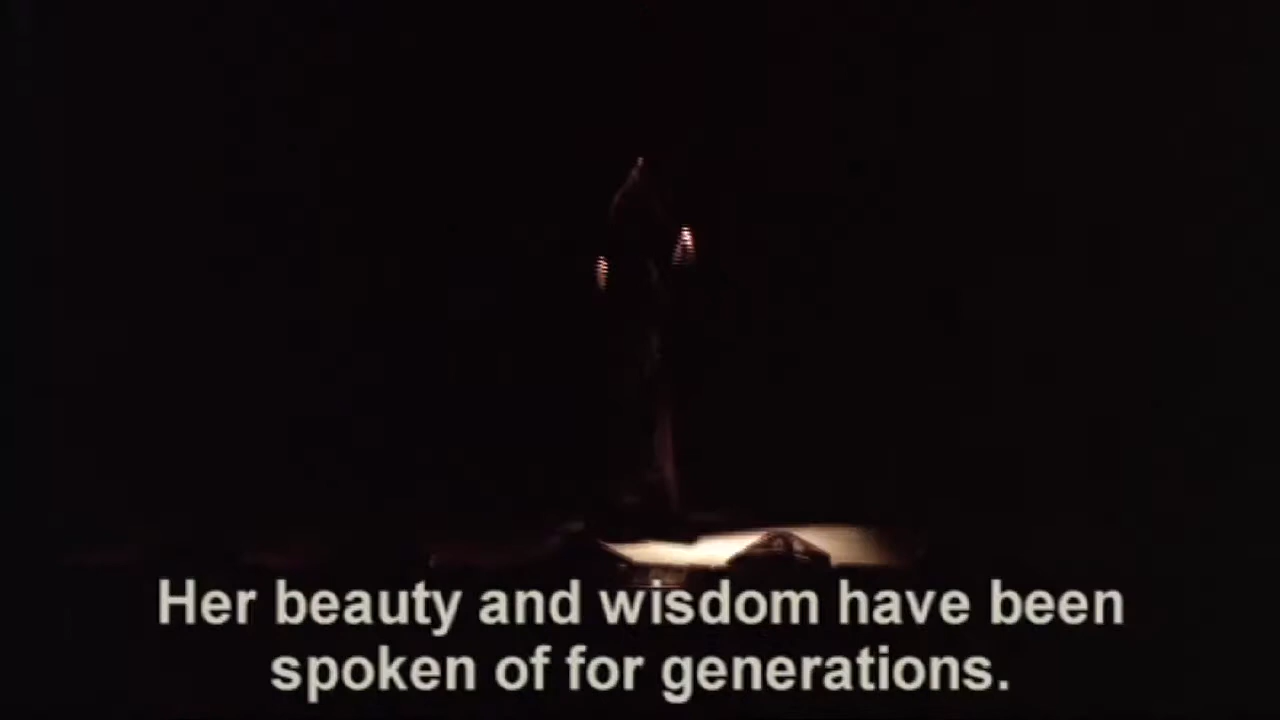 Her beauty and wisdom have been
spoken of for generations.